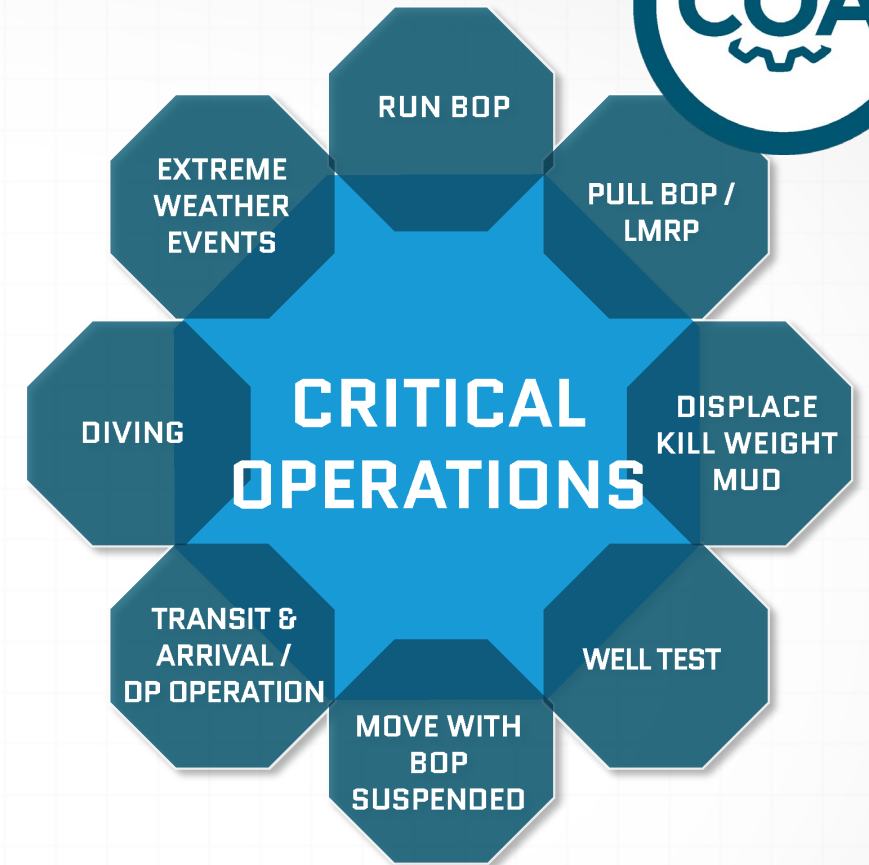 COA
RUN BOP
EXTREME
WEATHER
EVENTS
PULL BOP /
LMRP
CRITICAL
OPERATIONS
DISPLACE
KILL WEIGHT
MUD
DIVING
TRANSIT &
ARRIVAL /
DP OPERATION
WELL TEST
MOVE WITH
BOP
SUSPENDED